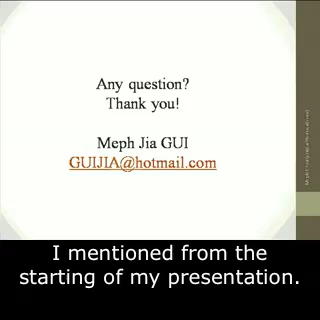 Any question?
Thank you!
Meph Jia GUI
GUIJIA@hotmail.com
I mentioned from the
starting of my presentation.